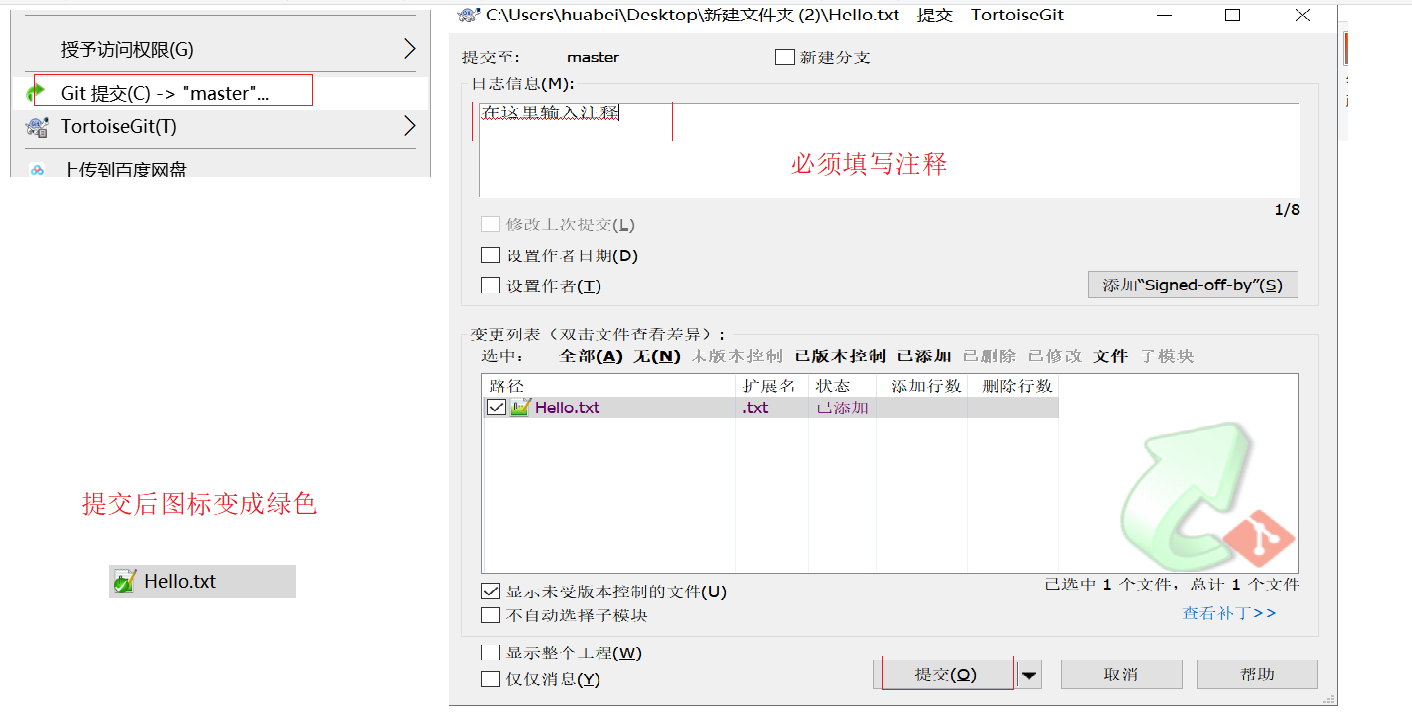 授予访问权限(G)
Git 提交(C) -> "master"...
TortoiseGit(T)
上传到百度网盘
提交后图标变成绿色
Hello.txt
C:\Users\huabei\Desktop\新建文件夹 (2)\Hello.txt 提交 TortoiseGit
提交至: master 新建分支
日志信息(M):
在这里输入注释
必须填写注释
1/8
修改上次提交(L)
设置作者日期(D)
设置作者(T)
添加“Signed-off-by”(S)
变更列表（双击文件查看差异）:
选中: 全部(A) 无(N) 未版本控制 已版本控制 已添加 已删除 已修改 文件 子模块
路径 扩展名 状态 添加行数 删除行数
Hello.txt .txt 已添加
显示未受版本控制的文件(U)
已选中 1 个文件，总计 1 个文件
不自动选择子模块
查看补丁>>
显示整个工程(W)
仅仅消息(Y)
提交(O) 取消 帮助